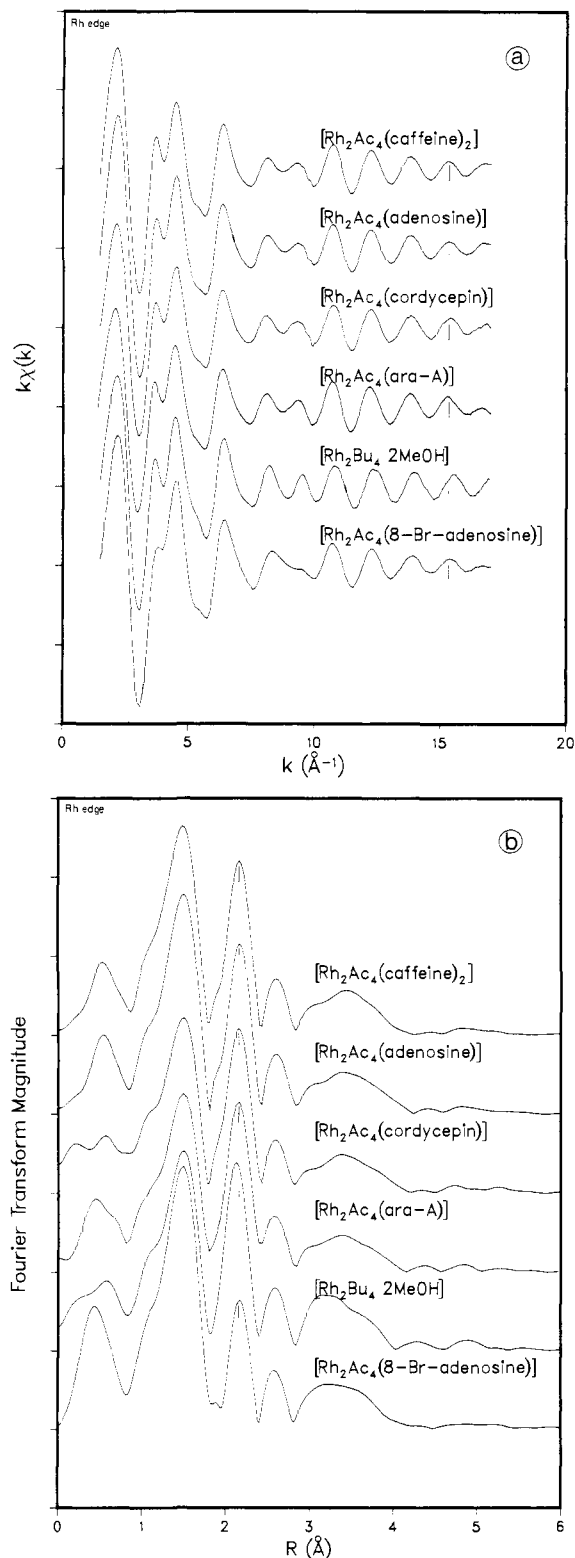 Rh edge
ⓐ
[Rh₂Ac₄(caffeine)₂]
[Rh₂Ac₄(adenosine)]
[Rh₂Ac₄(cordycepin)]
[Rh₂Ac₄(ara-A)]
[Rh₂Bu₄ 2MeOH]
[Rh₂Ac₄(8-Br-adenosine)]
kχ(k)
0 5 10 15 20
k (Å⁻¹)
Rh edge
ⓑ
[Rh₂Ac₄(caffeine)₂]
[Rh₂Ac₄(adenosine)]
[Rh₂Ac₄(cordycepin)]
[Rh₂Ac₄(ara-A)]
[Rh₂Bu₄ 2MeOH]
[Rh₂Ac₄(8-Br-adenosine)]
Fourier Transform Magnitude
0 1 2 3 4 5 6
R (Å)